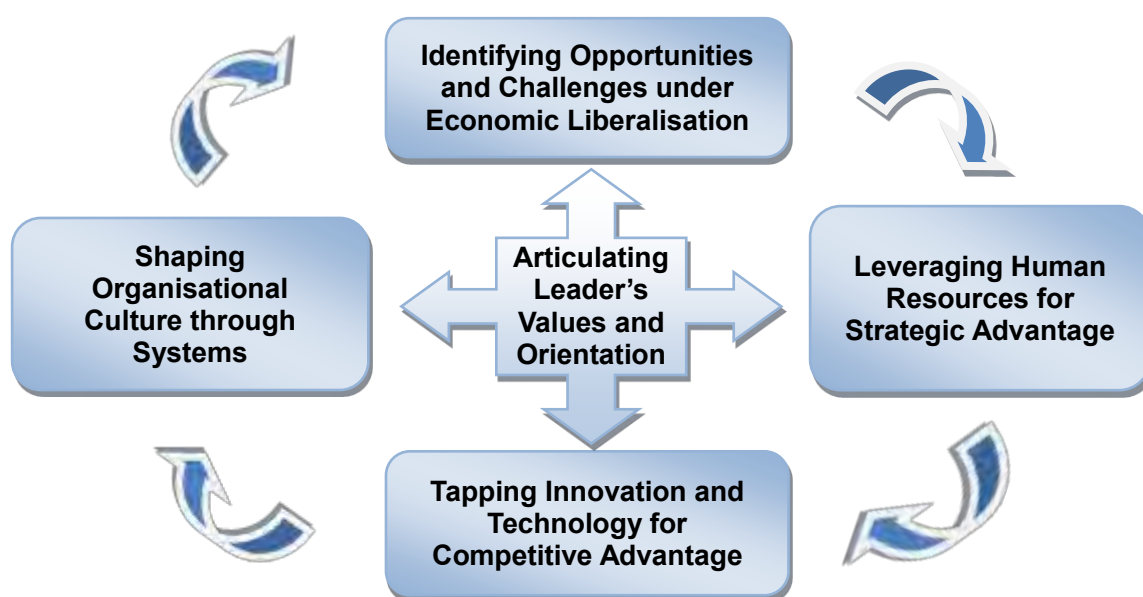 Identifying Opportunities
and Challenges under
Economic Liberalisation
Shaping
Organisational
Culture through
Systems
Articulating
Leader’s
Values and
Orientation
Leveraging Human
Resources for
Strategic Advantage
Tapping Innovation and
Technology for
Competitive Advantage